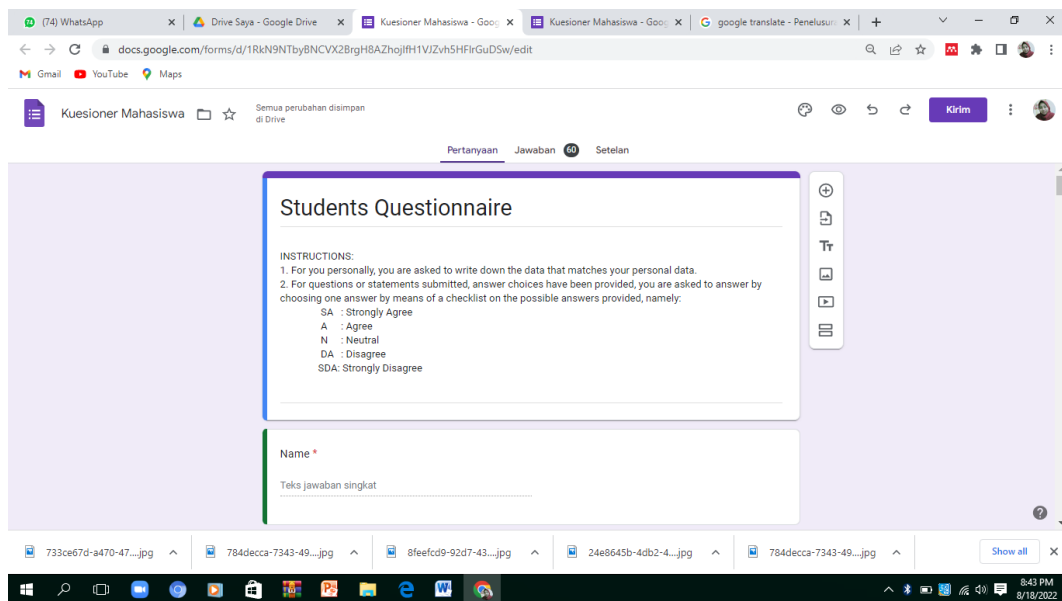 (74) WhatsApp
Drive Saya - Google Drive
Kuesioner Mahasiswa - Goog
Kuesioner Mahasiswa - Goog
google translate - Penelusura
docs.google.com/forms/d/1RkN9NTbyBNCVX2BrgH8AZhojIfH1VJZvh5HFIrGuDSw/edit
Gmail
YouTube
Maps
Kuesioner Mahasiswa
Semua perubahan disimpan
di Drive
Kirim
Pertanyaan
Jawaban 60
Setelan
Students Questionnaire
INSTRUCTIONS:
1. For you personally, you are asked to write down the data that matches your personal data.
2. For questions or statements submitted, answer choices have been provided, you are asked to answer by
choosing one answer by means of a checklist on the possible answers provided, namely:
SA : Strongly Agree
A : Agree
N : Neutral
DA : Disagree
SDA: Strongly Disagree
Name *
Teks jawaban singkat
733ce67d-a470-47....jpg
784decca-7343-49....jpg
8feefcd9-92d7-43....jpg
24e8645b-4db2-4....jpg
784decca-7343-49....jpg
Show all
8:43 PM
8/18/2022